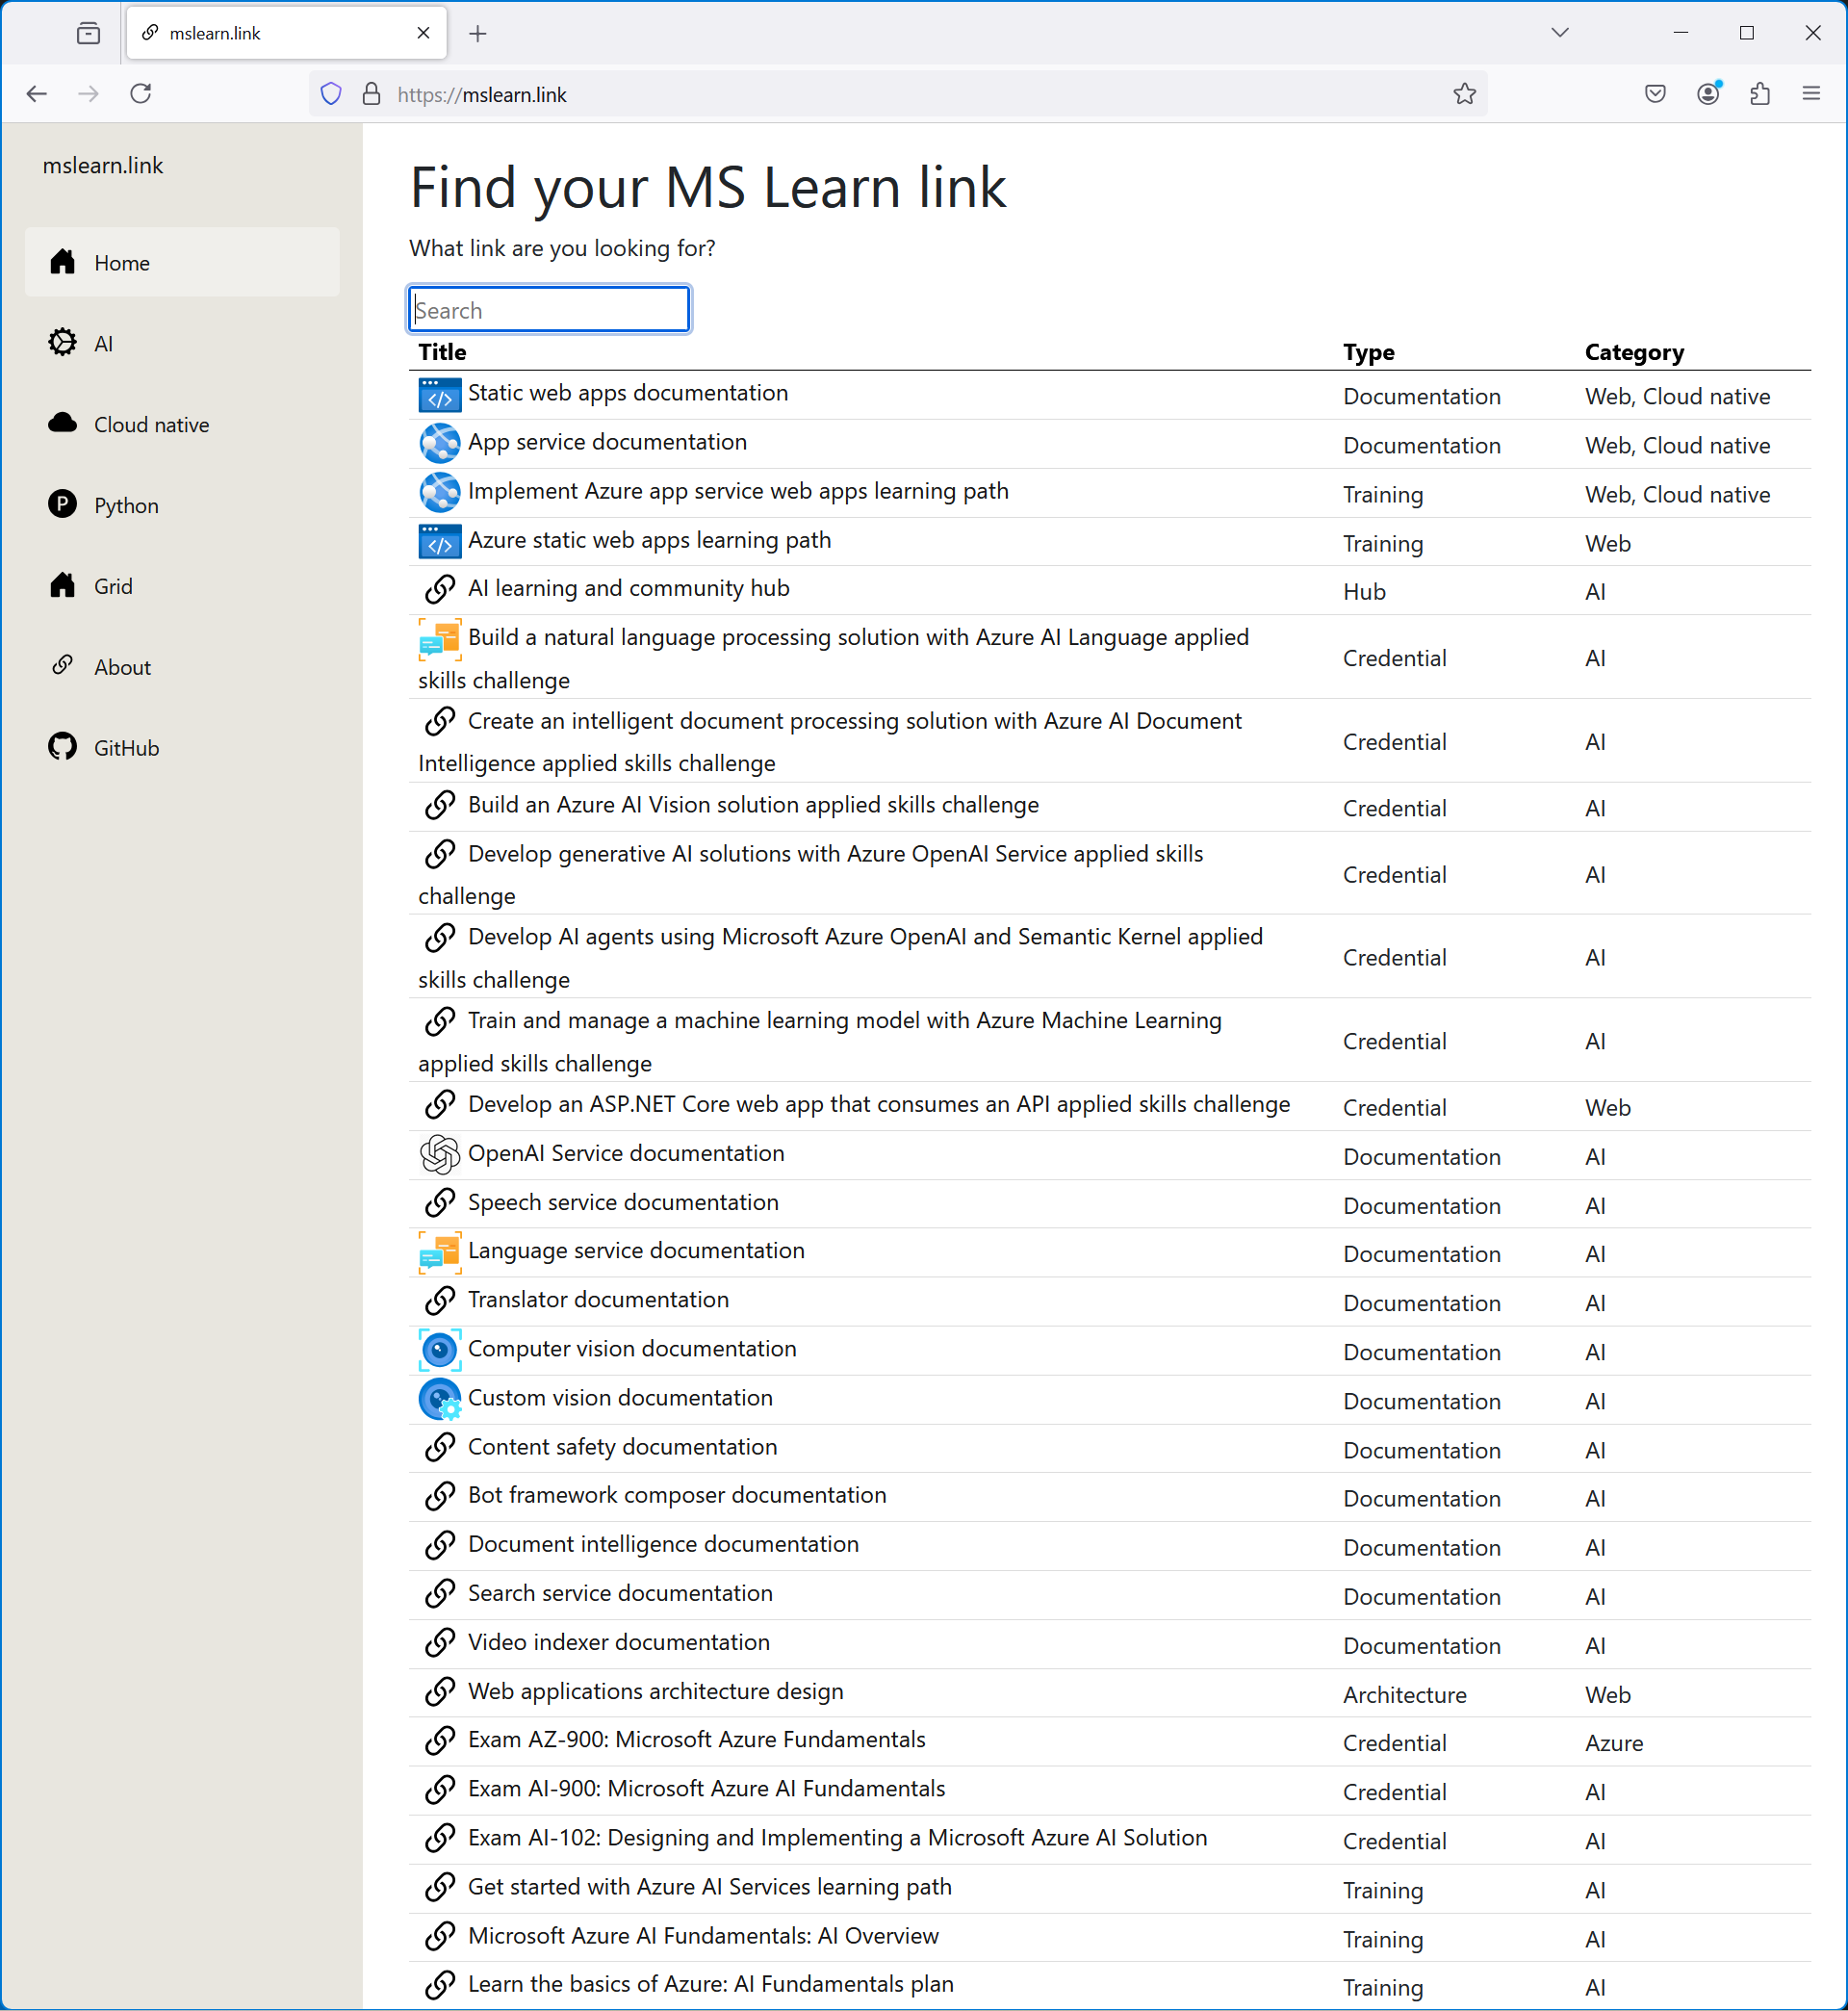 mslearn.link
https://mslearn.link
mslearn.link
Home
AI
Cloud native
P
Python
Grid
About
GitHub
Find your MS Learn link
What link are you looking for?
Search
Title Type Category
Static web apps documentation Documentation Web, Cloud native
App service documentation Documentation Web, Cloud native
Implement Azure app service web apps learning path Training Web, Cloud native
Azure static web apps learning path Training Web
AI learning and community hub Hub AI
Build a natural language processing solution with Azure AI Language applied
skills challenge Credential AI
Create an intelligent document processing solution with Azure AI Document
Intelligence applied skills challenge Credential AI
Build an Azure AI Vision solution applied skills challenge Credential AI
Develop generative AI solutions with Azure OpenAI Service applied skills
challenge Credential AI
Develop AI agents using Microsoft Azure OpenAI and Semantic Kernel applied
skills challenge Credential AI
Train and manage a machine learning model with Azure Machine Learning
applied skills challenge Credential AI
Develop an ASP.NET Core web app that consumes an API applied skills challenge Credential Web
OpenAI Service documentation Documentation AI
Speech service documentation Documentation AI
Language service documentation Documentation AI
Translator documentation Documentation AI
Computer vision documentation Documentation AI
Custom vision documentation Documentation AI
Content safety documentation Documentation AI
Bot framework composer documentation Documentation AI
Document intelligence documentation Documentation AI
Search service documentation Documentation AI
Video indexer documentation Documentation AI
Web applications architecture design Architecture Web
Exam AZ-900: Microsoft Azure Fundamentals Credential Azure
Exam AI-900: Microsoft Azure AI Fundamentals Credential AI
Exam AI-102: Designing and Implementing a Microsoft Azure AI Solution Credential AI
Get started with Azure AI Services learning path Training AI
Microsoft Azure AI Fundamentals: AI Overview Training AI
Learn the basics of Azure: AI Fundamentals plan Training AI